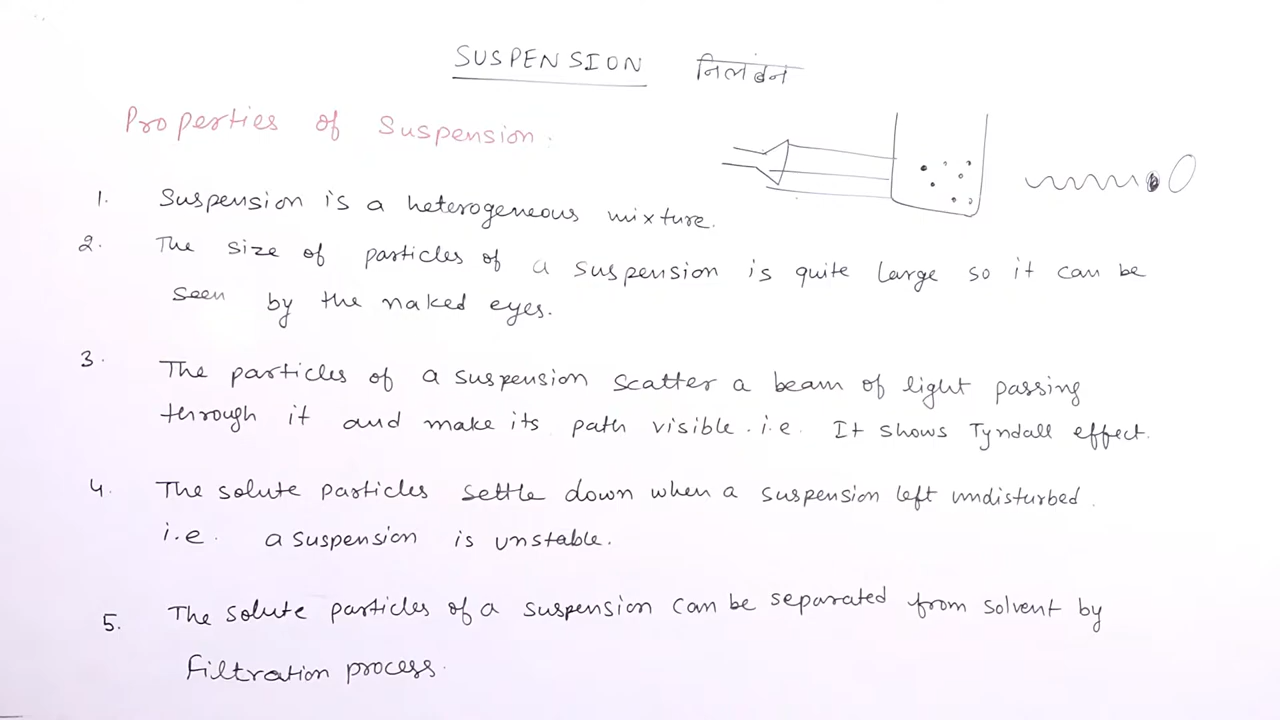 SUSPENSION निलंबन
Properties of Suspension.
1. Suspension is a heterogeneous mixture.
2. The size of particles of a suspension is quite large so it can be
seen by the naked eyes.
3. The particles of a suspension scatter a beam of light passing
through it and make its path visible. i.e. It shows Tyndall effect.
4. The solute particles settle down when a suspension left undisturbed.
i.e. a suspension is unstable.
5. The solute particles of a suspension can be separated from solvent by
filtration process.